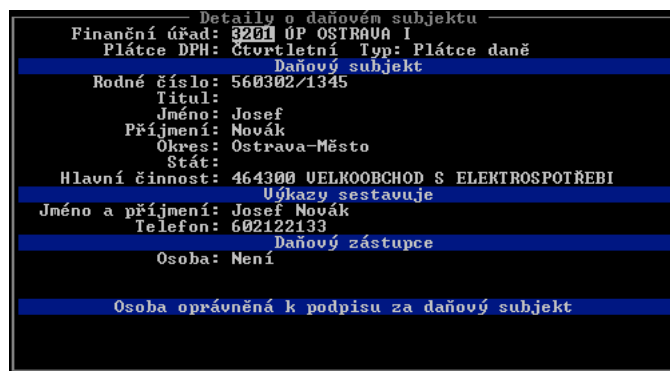 Detaily o daňovém subjektu
Finanční úřad: 3201 ÚP OSTRAVA I
Plátce DPH: Čtvrtletní Typ: Plátce daně
Daňový subjekt
Rodné číslo: 560302/1345
Titul:
Jméno: Josef
Příjmení: Novák
Okres: Ostrava-Město
Stát:
Hlavní činnost: 464300 VELKOOBCHOD S ELEKTROSPOTŘEBI
Výkazy sestavuje
Jméno a příjmení: Josef Novák
Telefon: 602122133
Daňový zástupce
Osoba: Není
Osoba oprávněná k podpisu za daňový subjekt